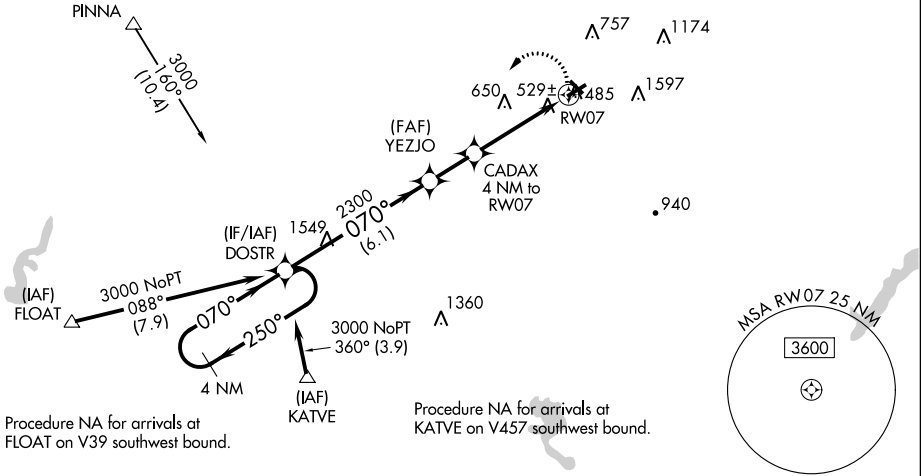 PINNA
3000
160°
(10.4)
757
1174
650
529±
485
1597
RW07
(FAF)
YEZJO
CADAX
4 NM to
RW07
940
2300
070°
(6.1)
1549
(IF/IAF)
DOSTR
(IAF)
FLOAT
3000 NoPT
088°
(7.9)
070°
250°
4 NM
3000 NoPT
360° (3.9)
(IAF)
KATVE
1360
MSA RW07 25 NM
3600
Procedure NA for arrivals at
FLOAT on V39 southwest bound.
Procedure NA for arrivals at
KATVE on V457 southwest bound.